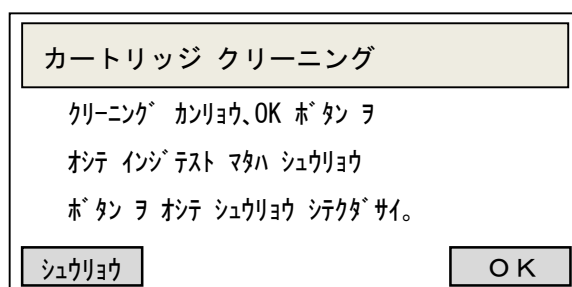 カートリッジ クリーニング
ｸﾘｰﾆﾝｸﾞ ｶﾝﾘｮｳ､OK ﾎﾞﾀﾝ ｦ
ｵｼﾃ ｲﾝｼﾞﾃｽﾄ ﾏﾀﾊ ｼｭｳﾘｮｳ
ﾎﾞﾀﾝ ｦ ｵｼﾃ ｼｭｳﾘｮｳ ｼﾃｸﾀﾞｻｲ｡
ｼｭｳﾘｮｳ
ＯＫ